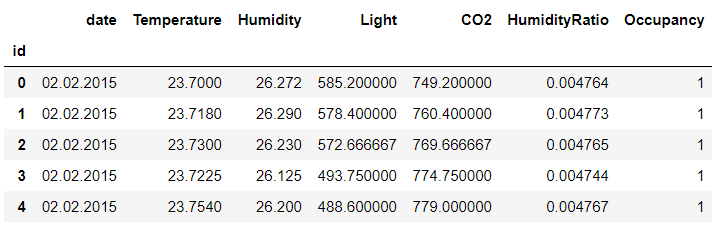 date Temperature Humidity Light CO2 HumidityRatio Occupancy
id
0 02.02.2015 23.7000 26.272 585.200000 749.200000 0.004764 1
1 02.02.2015 23.7180 26.290 578.400000 760.400000 0.004773 1
2 02.02.2015 23.7300 26.230 572.666667 769.666667 0.004765 1
3 02.02.2015 23.7225 26.125 493.750000 774.750000 0.004744 1
4 02.02.2015 23.7540 26.200 488.600000 779.000000 0.004767 1